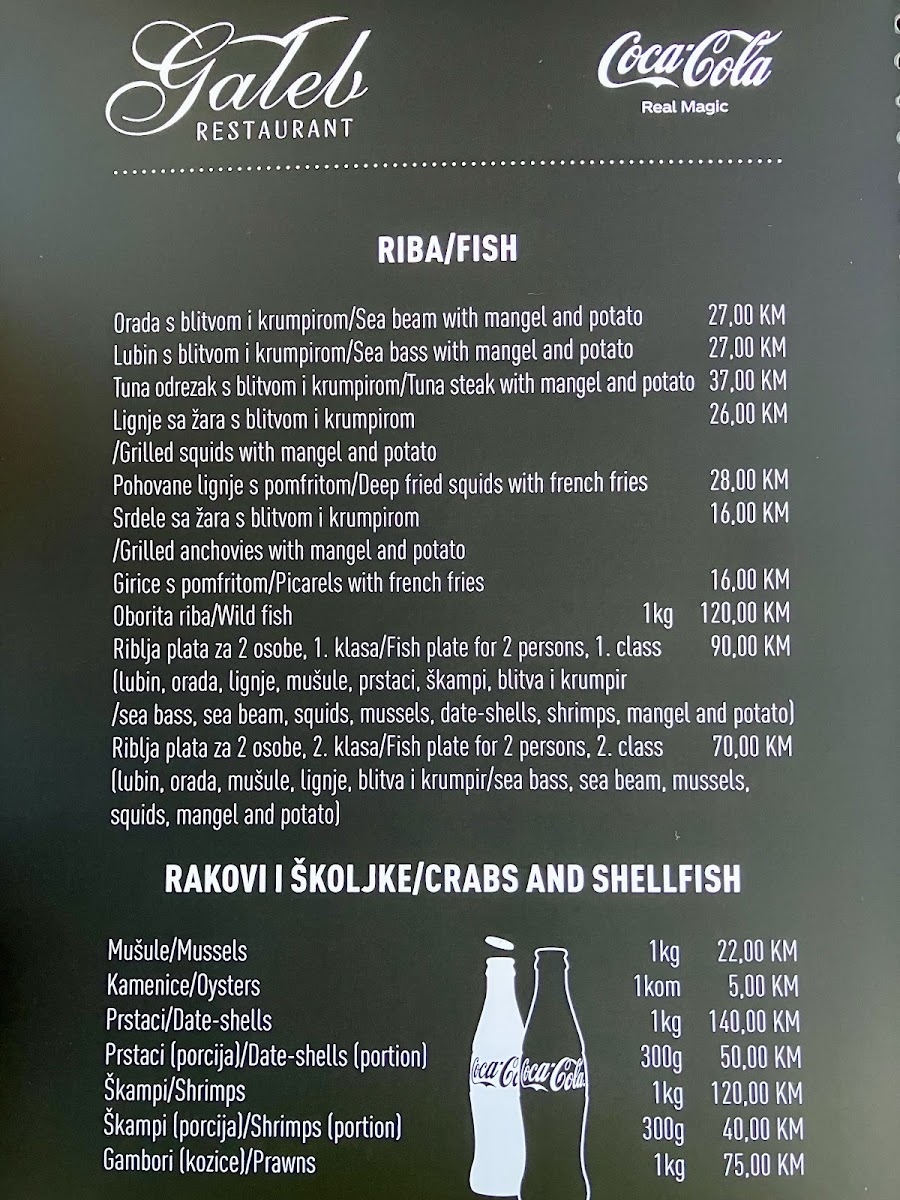 Galeb
RESTAURANT
Coca-Cola
Real Magic
RIBA/FISH
Orada s blitvom i krumpirom/Sea beam with mangel and potato 27,00 KM
Lubin s blitvom i krumpirom/Sea bass with mangel and potato 27,00 KM
Tuna odrezak s blitvom i krumpirom/Tuna steak with mangel and potato 37,00 KM
Lignje sa žara s blitvom i krumpirom 26,00 KM
/Grilled squids with mangel and potato
Pohovane lignje s pomfritom/Deep fried squids with french fries 28,00 KM
Srdele sa žara s blitvom i krumpirom 16,00 KM
/Grilled anchovies with mangel and potato
Girice s pomfritom/Picarels with french fries 16,00 KM
Oborita riba/Wild fish 1kg 120,00 KM
Riblja plata za 2 osobe, 1. klasa/Fish plate for 2 persons, 1. class 90,00 KM
(lubin, orada, lignje, mušule, prstaci, škampi, blitva i krumpir
/sea bass, sea beam, squids, mussels, date-shells, shrimps, mangel and potato)
Riblja plata za 2 osobe, 2. klasa/Fish plate for 2 persons, 2. class 70,00 KM
(lubin, orada, mušule, lignje, blitva i krumpir/sea bass, sea beam, mussels,
squids, mangel and potato)
RAKOVI I ŠKOLJKE/CRABS AND SHELLFISH
Mušule/Mussels 1kg 22,00 KM
Kamenice/Oysters 1kom 5,00 KM
Prstaci/Date-shells 1kg 140,00 KM
Prstaci (porcija)/Date-shells (portion) 300g 50,00 KM
Škampi/Shrimps 1kg 120,00 KM
Škampi (porcija)/Shrimps (portion) 300g 40,00 KM
Gambori (kozice)/Prawns 1kg 75,00 KM
Coca-C
Coca-Cola